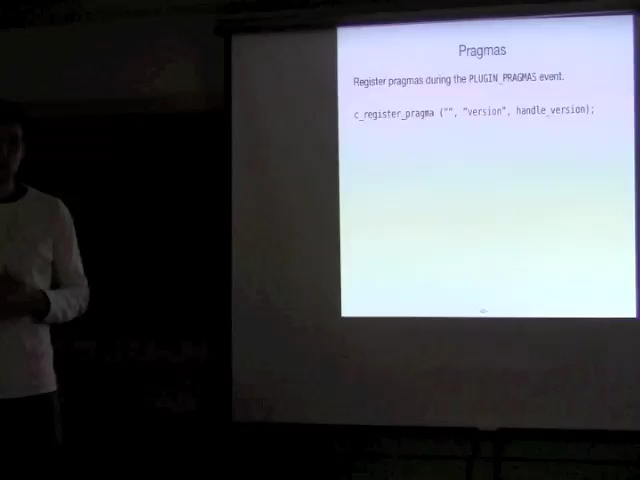 Pragmas
Register pragmas during the PLUGIN_PRAGMAS event.
c_register_pragma ("", "version", handle_version);